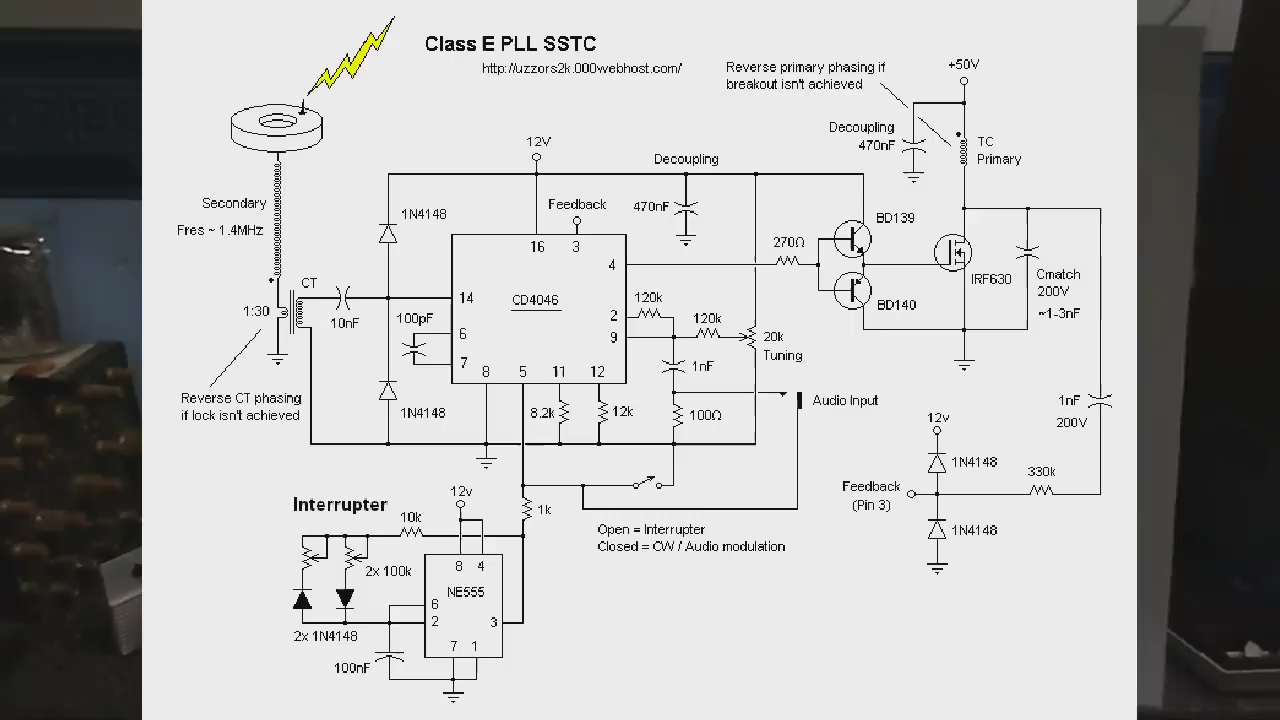 Class E PLL SSTC
http://uzzors2k.000webhost.com/
Reverse primary phasing if
breakout isn't achieved
+50V
Decoupling
470nF
TC
Primary
12V
Decoupling
Secondary
Fres ~ 1.4MHz
1N4148
Feedback
470nF
BD139
16
3
270Ω
4
CT
1:30
10nF
14
CD4046
120k
BD140
IRF630
Cmatch
200V
~1-3nF
100pF
6
2
120k
9
20k
Tuning
7
8
5
11
12
1nF
Reverse CT phasing
if lock isn't achieved
1N4148
8.2k
12k
100Ω
Audio Input
1nF
200V
12v
1N4148
330k
Feedback
(Pin 3)
1N4148
Interrupter
12v
1k
10k
Open = Interrupter
Closed = CW / Audio modulation
8
4
2x 100k
NE555
6
2
3
2x 1N4148
7
1
100nF